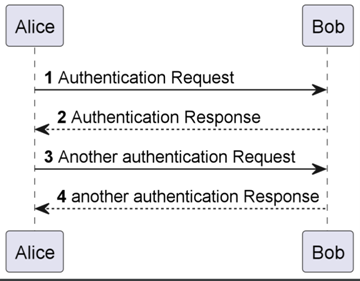 Alice Bob
1 Authentication Request
2 Authentication Response
3 Another authentication Request
4 another authentication Response
Alice Bob